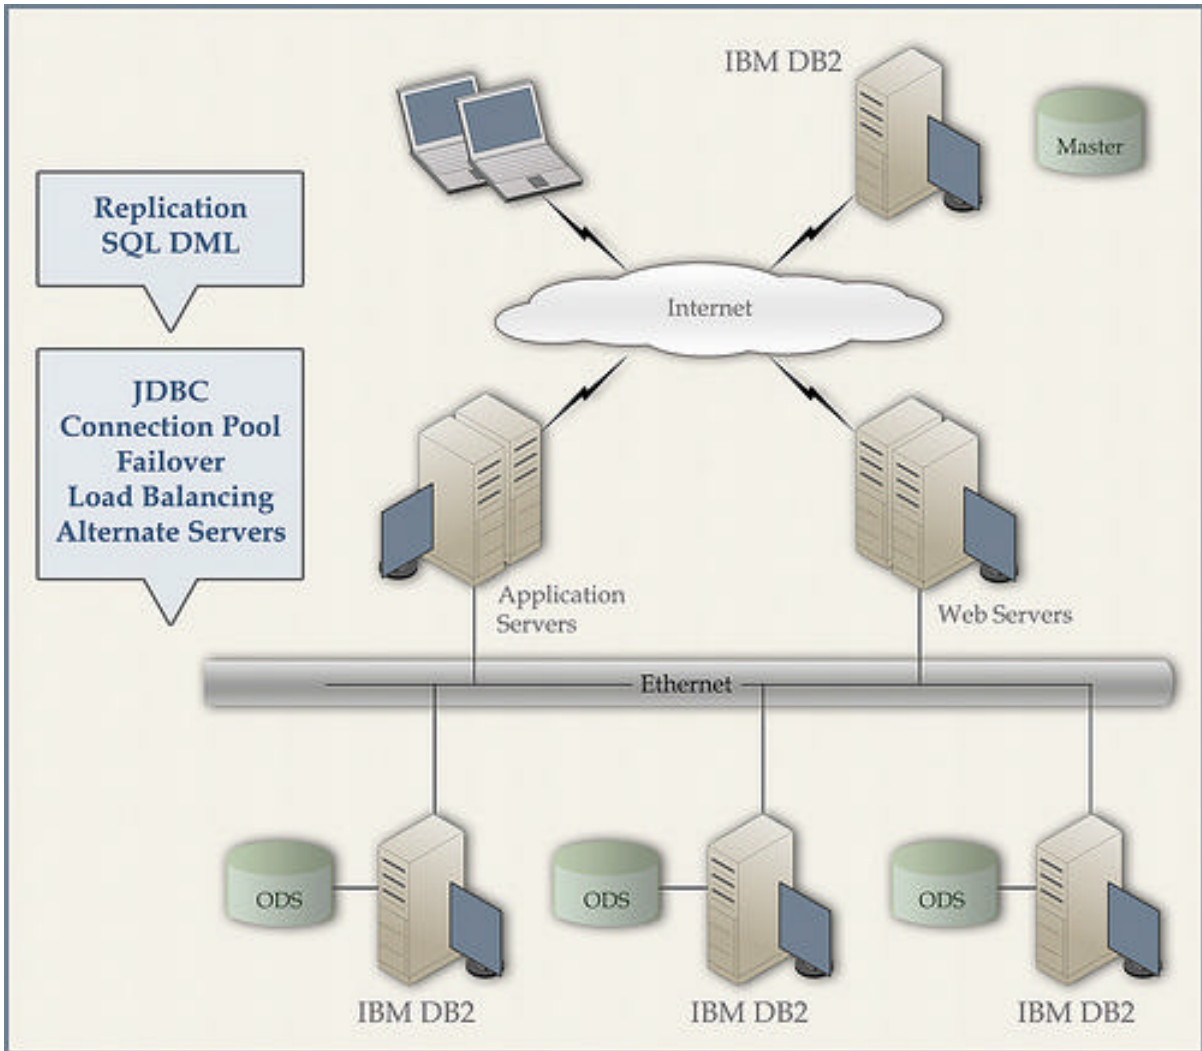 IBM DB2
Master
Replication
SQL DML
Internet
JDBC
Connection Pool
Failover
Load Balancing
Alternate Servers
Application
Servers
Web Servers
Ethernet
ODS
ODS
ODS
IBM DB2
IBM DB2
IBM DB2